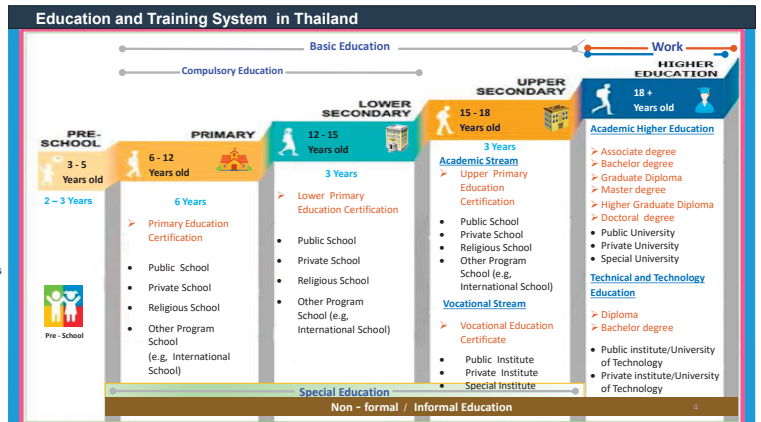 Education and Training System in Thailand
Basic Education
Work
Compulsory Education
PRE-
SCHOOL
3 - 5
Years old
2 – 3 Years
Pre - School
PRIMARY
6 - 12
Years old
6 Years
➢ Primary Education
Certification
• Public School
• Private School
• Religious School
• Other Program
School
(e.g, International
School)
LOWER
SECONDARY
12 - 15
Years old
3 Years
➢ Lower Primary
Education Certification
• Public School
• Private School
• Religious School
• Other Program
School (e.g,
International School)
UPPER
SECONDARY
15 - 18
Years old
3 Years
Academic Stream
➢ Upper Primary
Education
Certification
• Public School
• Private School
• Religious School
• Other Program
School (e.g,
International School)
Vocational Stream
➢ Vocational Education
Certificate
• Public Institute
• Private Institute
• Special Institute
HIGHER
EDUCATION
18 +
Years old
Academic Higher Education
➢ Associate degree
➢ Bachelor degree
➢ Graduate Diploma
➢ Master degree
➢ Higher Graduate Diploma
➢ Doctoral degree
• Public University
• Private University
• Special University
Technical and Technology
Education
➢ Diploma
➢ Bachelor degree
• Public institute/University
of Technology
• Private institute/University
of Technology
Special Education
Non - formal / Informal Education
4
s